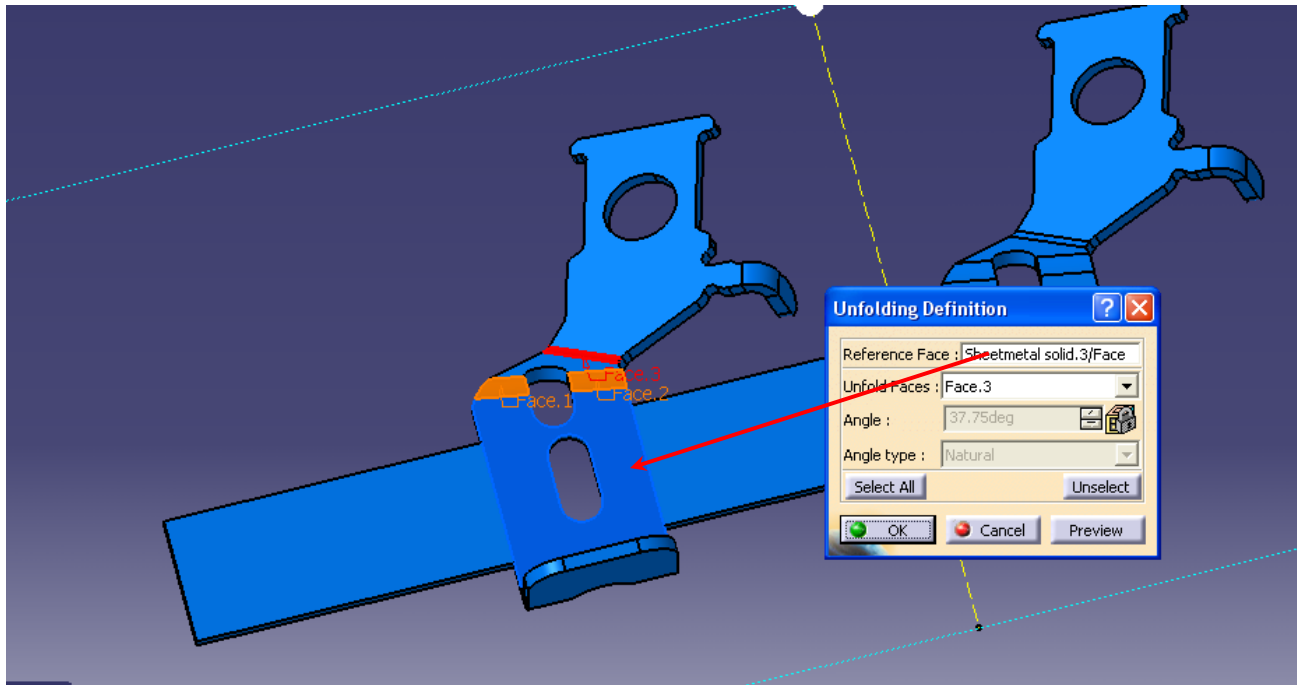 Unfolding Definition
Reference Face : Sheetmetal solid.3/Face
Unfold Faces : Face.3
Angle : 37.75deg
Angle type : Natural
Select All Unselect
OK Cancel Preview
Face.3
Face.1 Face.2